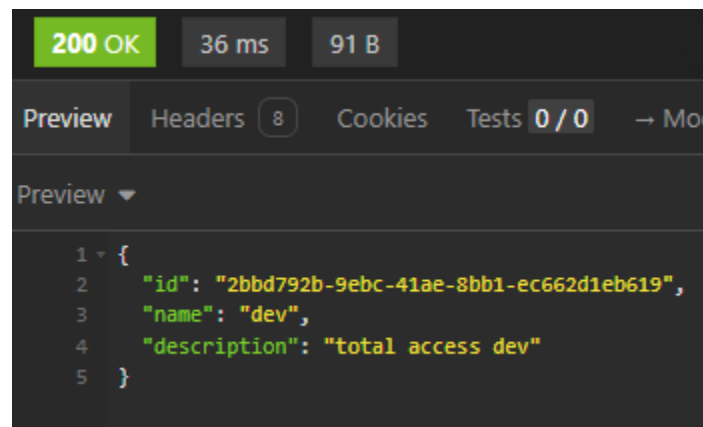 200 OK 36 ms 91 B
Preview Headers 8 Cookies Tests 0 / 0 → Mo
Preview
1 {
2 "id": "2bbd792b-9ebc-41ae-8bb1-ec662d1eb619",
3 "name": "dev",
4 "description": "total access dev"
5 }